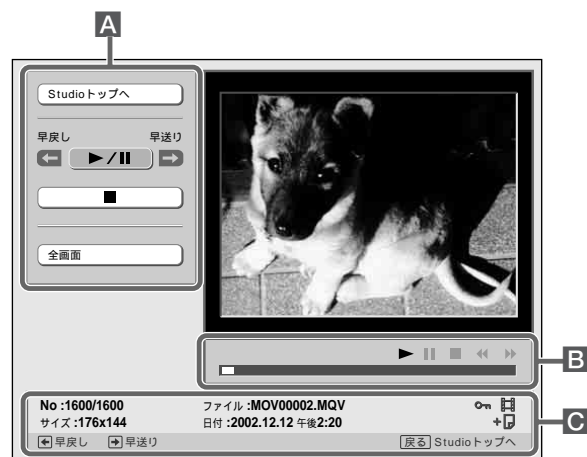 A
Studioトップへ
早戻し 早送り
全画面
B
No :1600/1600 ファイル :MOV00002.MQV
サイズ :176x144 日付 :2002.12.12 午後2:20
C
早戻し 早送り 戻る Studioトップへ